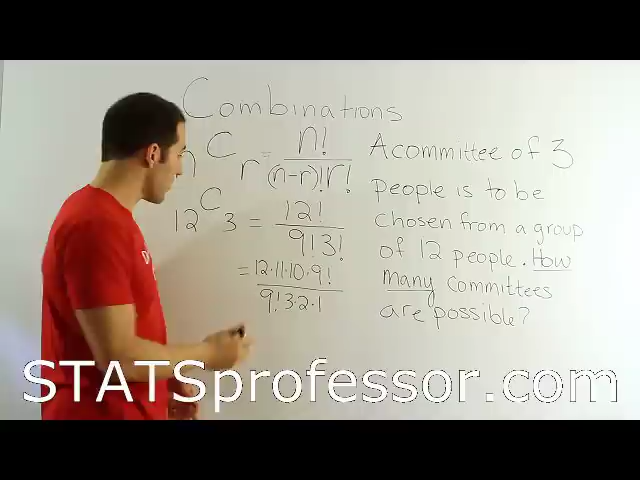 Combinations
nCr = n! / (n-r)!r!
12C3 = 12! / 9!3!
= 12·11·10·9! / 9!3·2·1
A committee of 3
people is to be
chosen from a group
of 12 people. How
many committees
are possible?
STATSprofessor.com